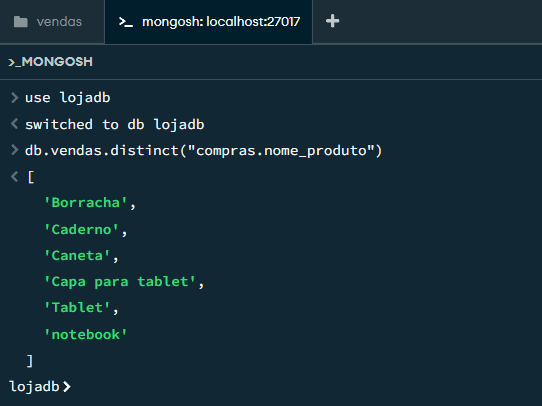 vendas
>_ mongosh: localhost:27017 +
>_MONGOSH
> use lojadb
< switched to db lojadb
> db.vendas.distinct("compras.nome_produto")
< [
'Borracha',
'Caderno',
'Caneta',
'Capa para tablet',
'Tablet',
'notebook'
]
lojadb>